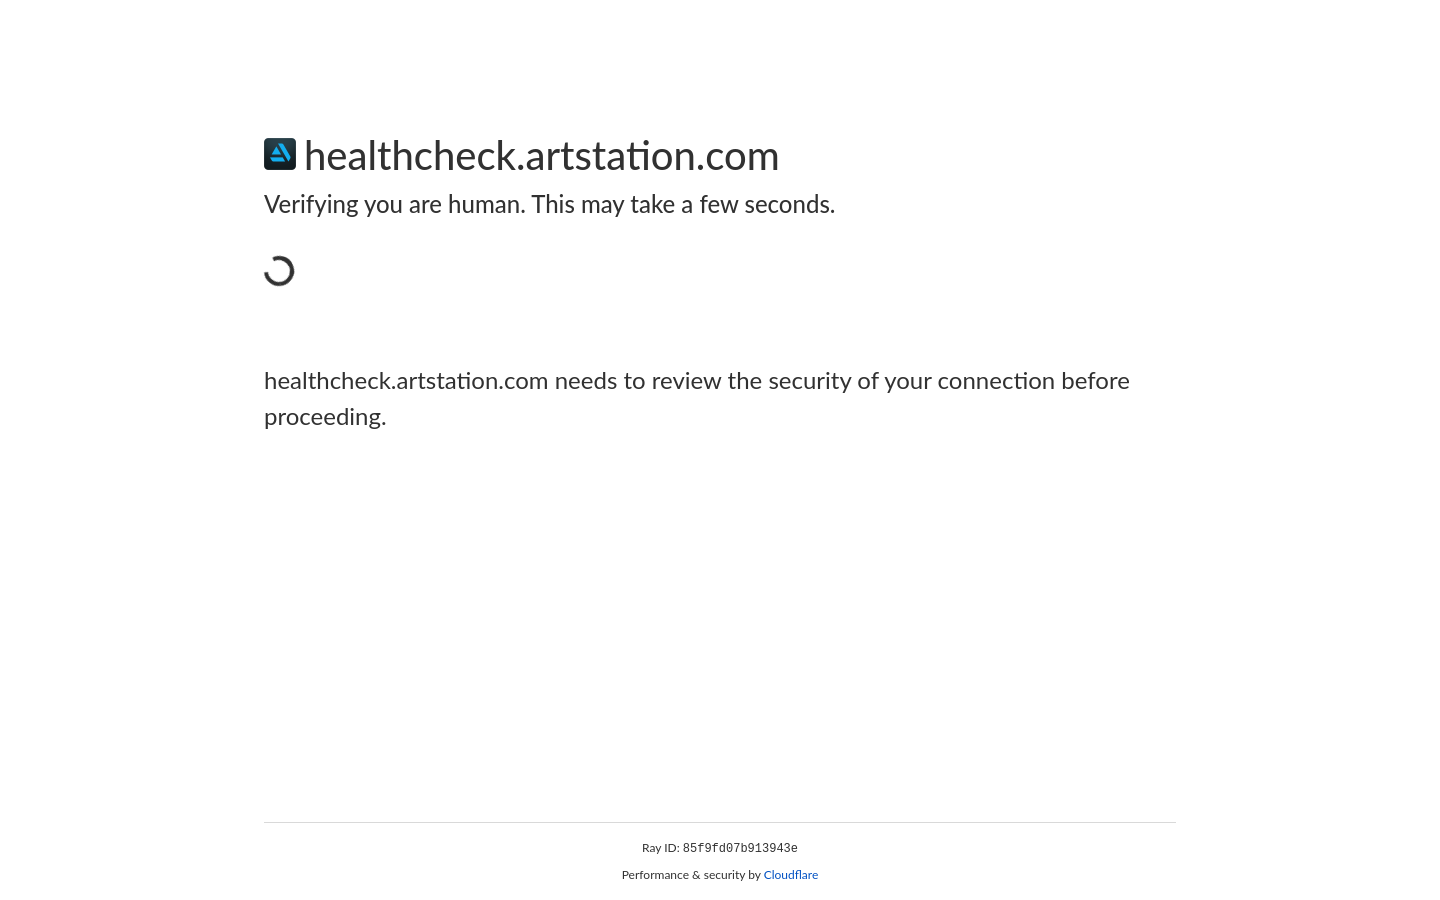 healthcheck.artstation.com
Verifying you are human. This may take a few seconds.
healthcheck.artstation.com needs to review the security of your connection before
proceeding.
Ray ID: 85f9fd07b913943e
Performance & security by Cloudflare